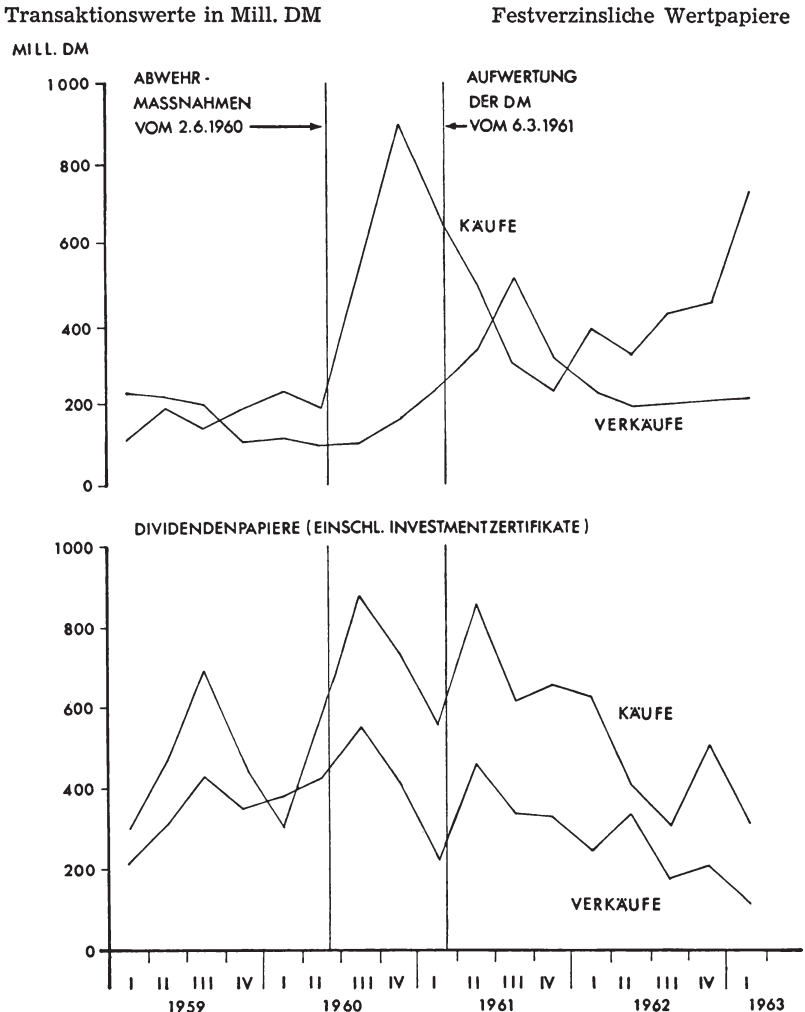 Transaktionswerte in Mill. DM Festverzinsliche Wertpapiere
MILL. DM
1000
800
600
400
200
0
ABWEHR-
MASSNAHMEN
VOM 2.6.1960
AUFWERTUNG
DER DM
VOM 6.3.1961
KÄUFE
VERKÄUFE
DIVIDENDENPAPIERE (EINSCHL. INVESTMENTZERTIFIKATE)
1000
800
600
400
200
0
KÄUFE
VERKÄUFE
I II III IV I II III IV I II III IV I II III IV I
1959 1960 1961 1962 1963